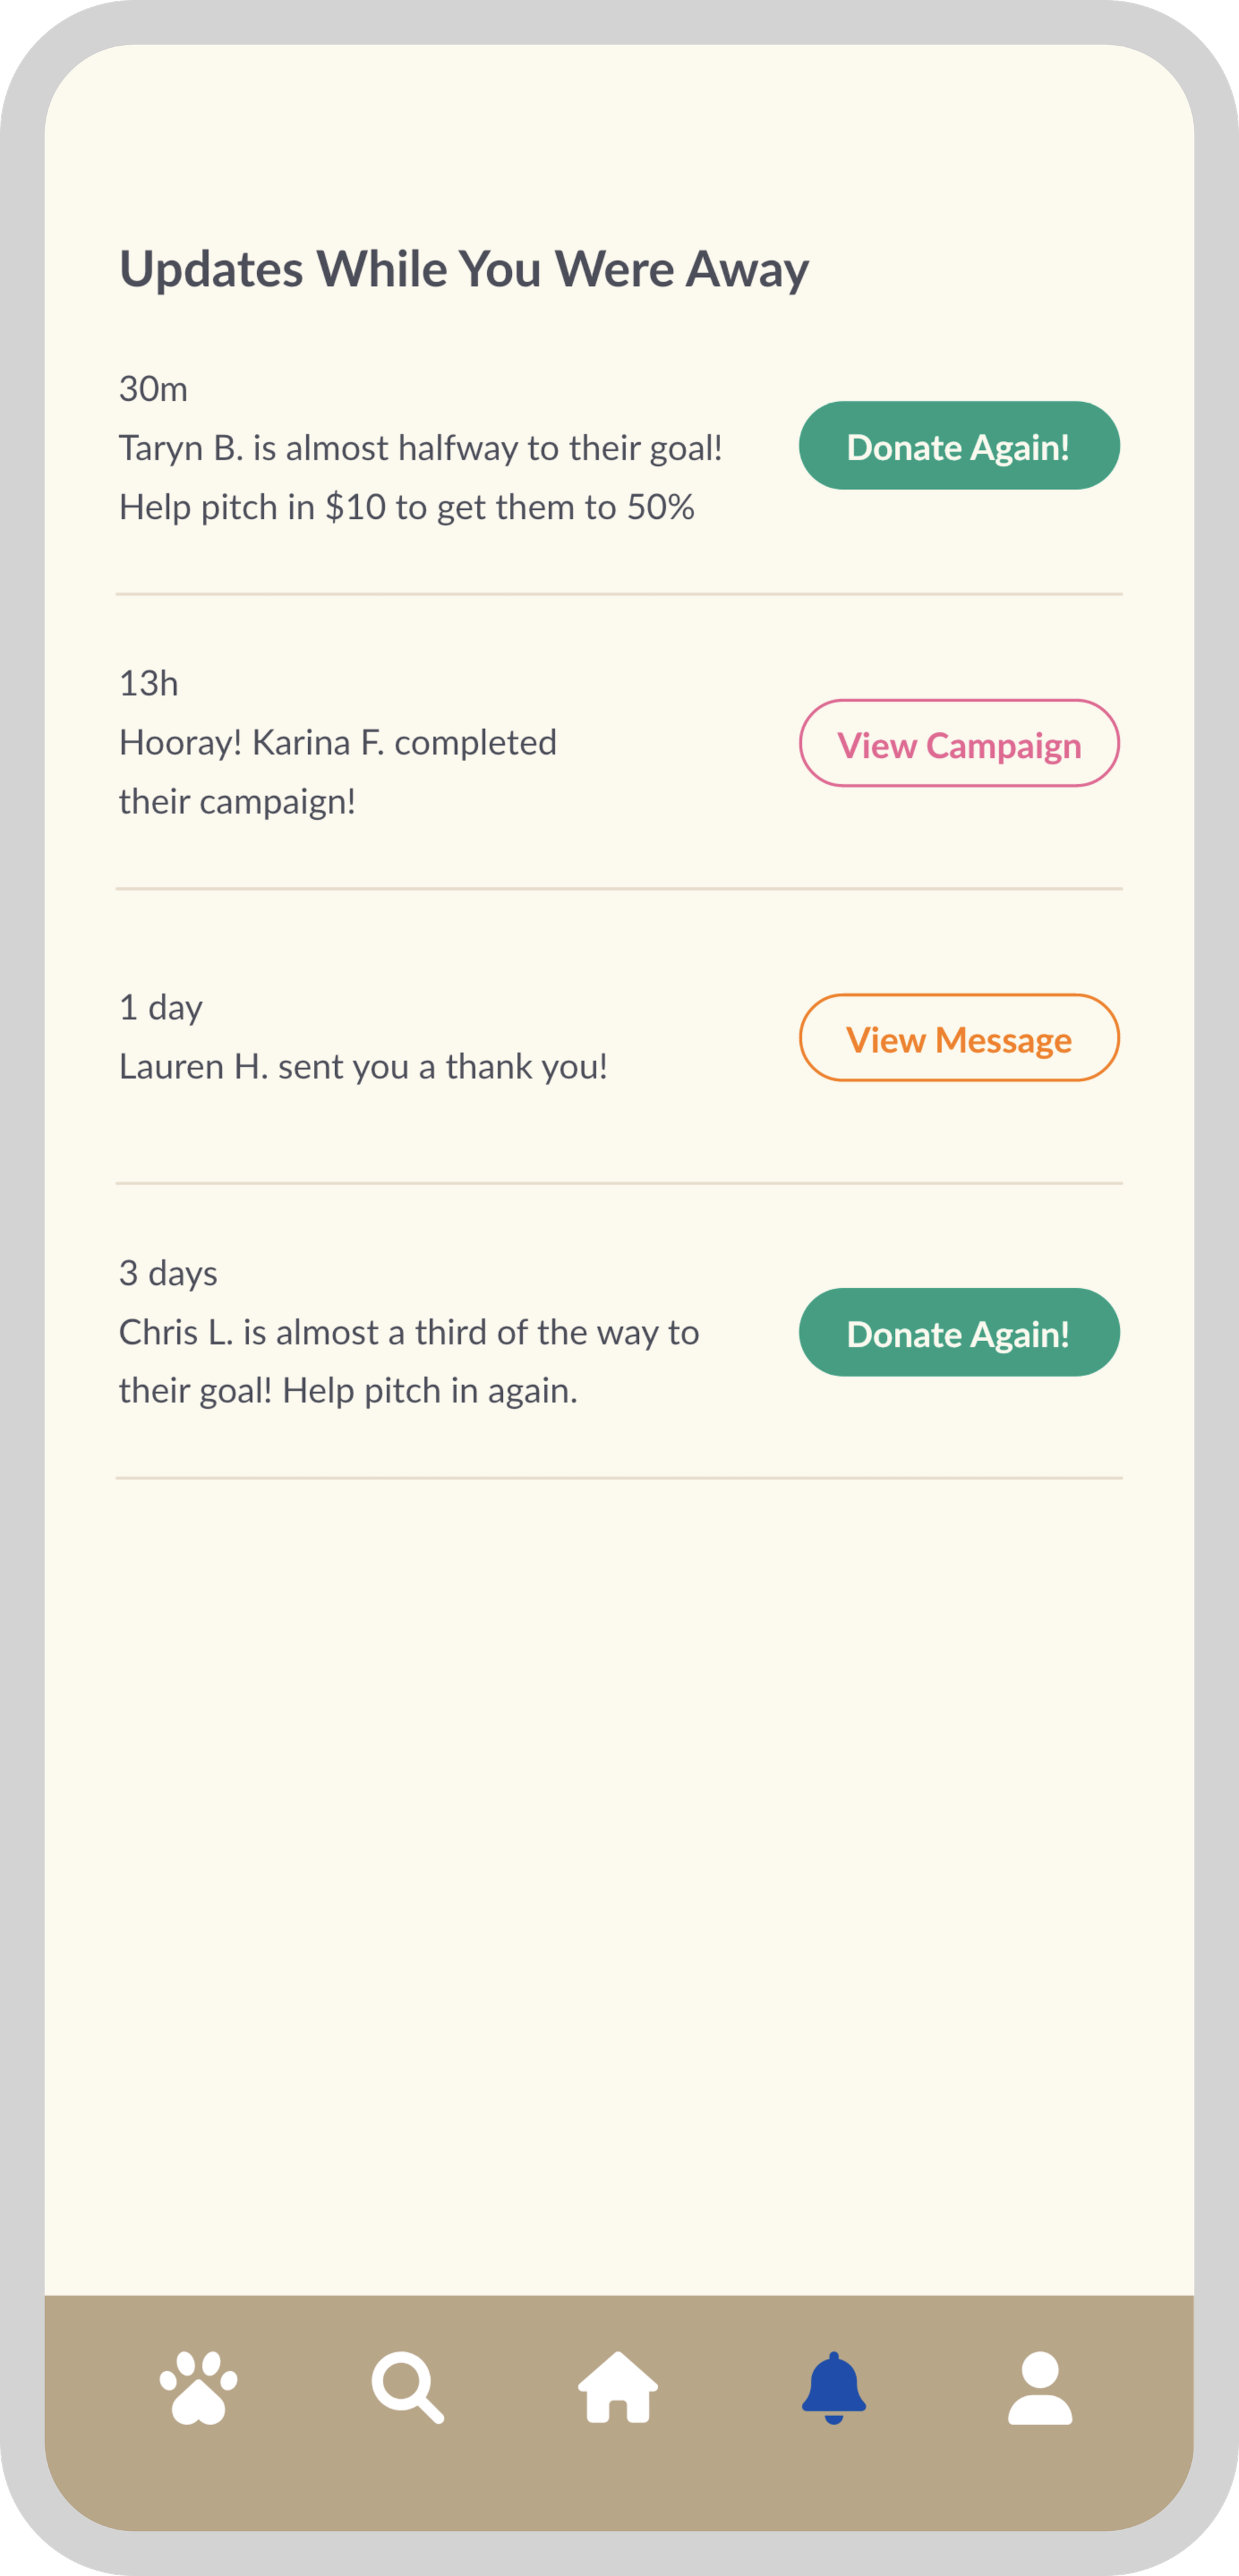 Updates While You Were Away
30m
Taryn B. is almost halfway to their goal!
Help pitch in $10 to get them to 50%
Donate Again!
13h
Hooray! Karina F. completed
their campaign!
View Campaign
1 day
Lauren H. sent you a thank you!
View Message
3 days
Chris L. is almost a third of the way to
their goal! Help pitch in again.
Donate Again!